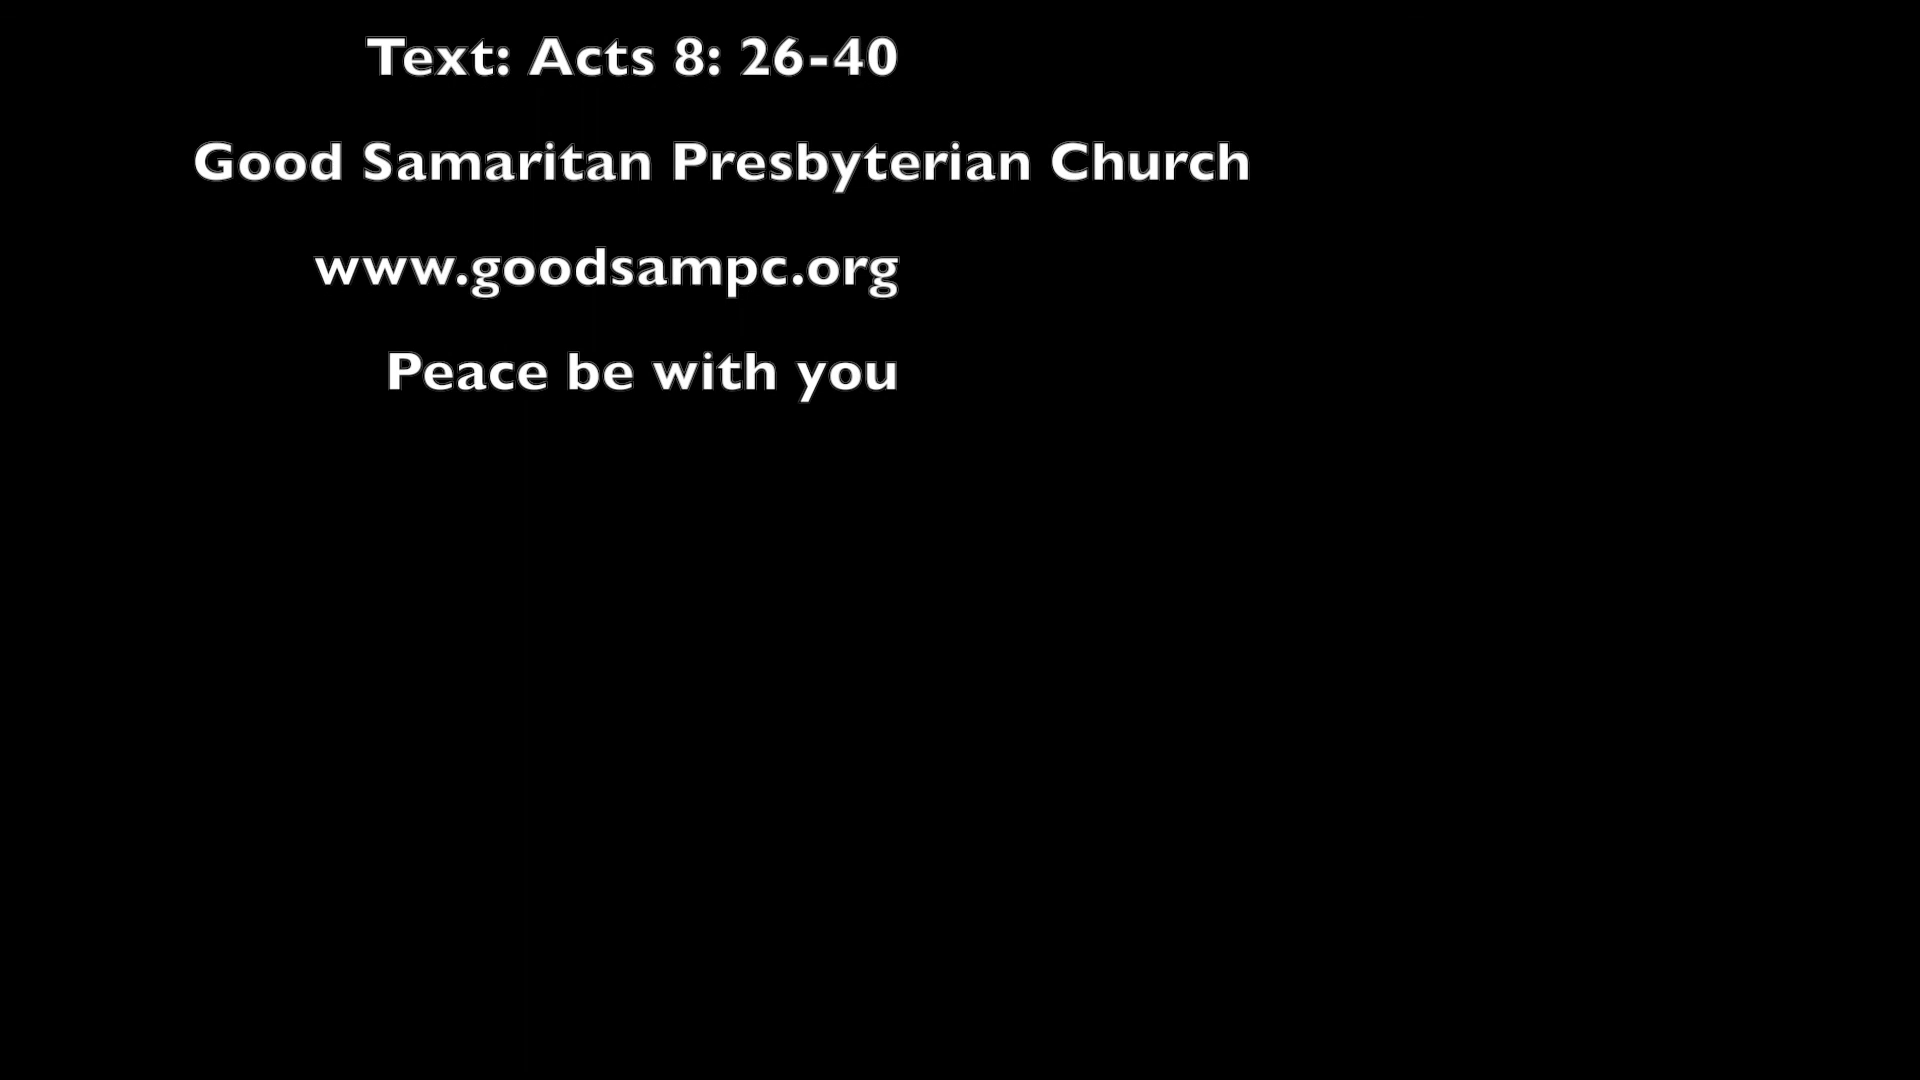 Text: Acts 8: 26-40
Good Samaritan Presbyterian Church
www.goodsampc.org
Peace be with you